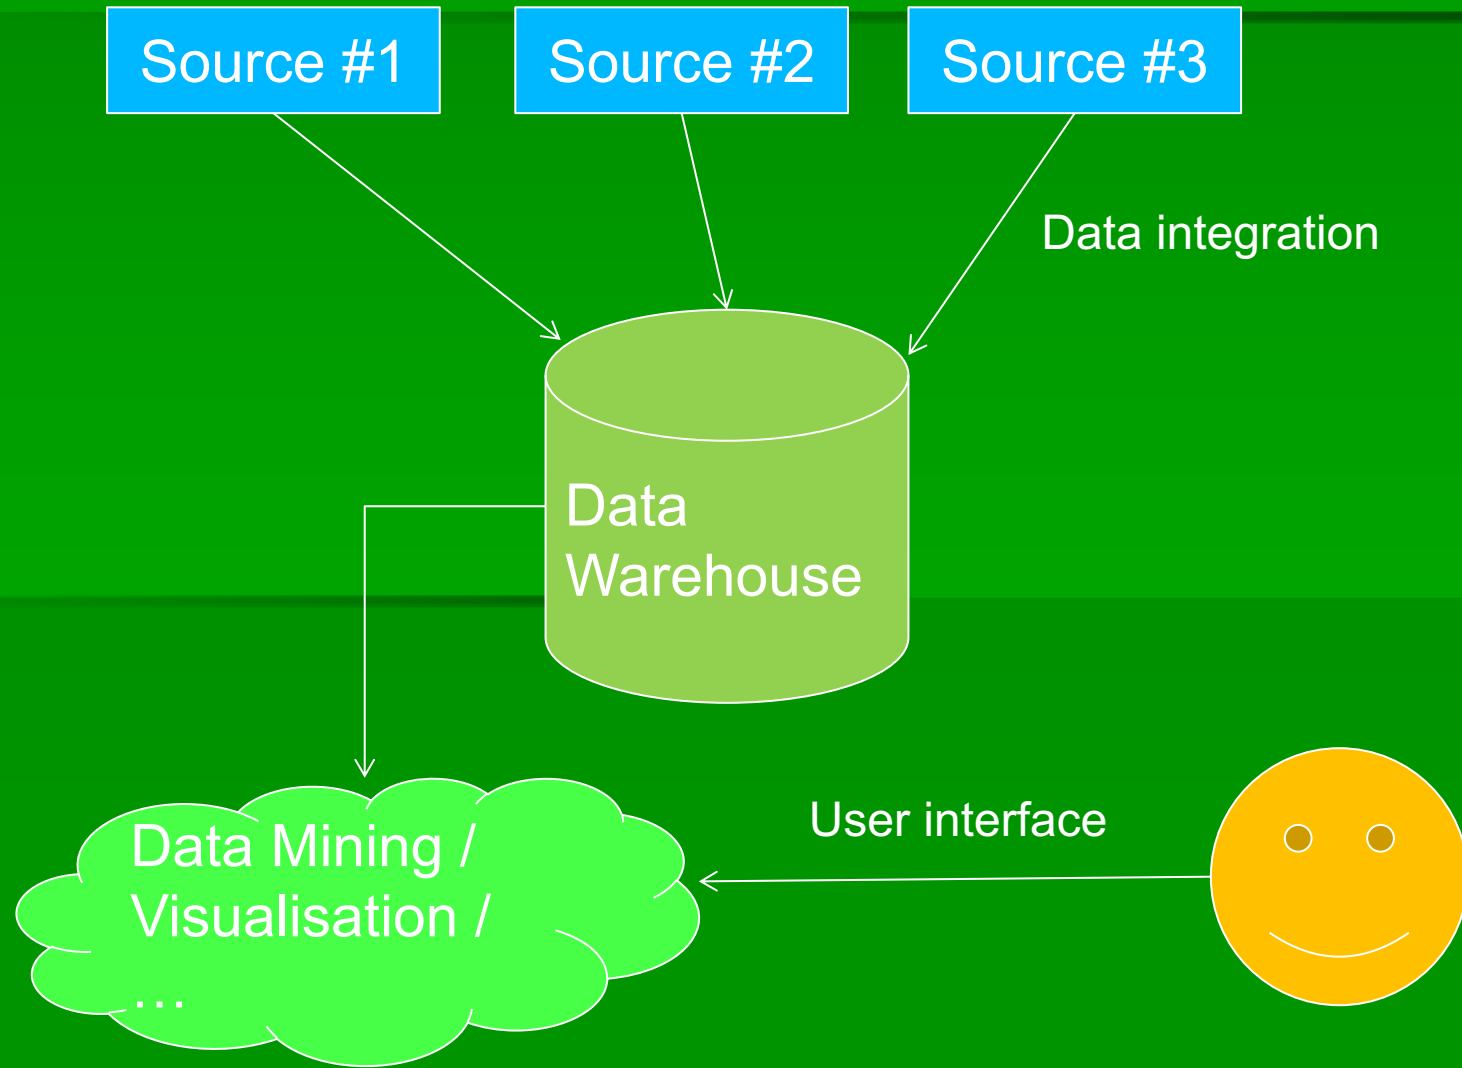 Source #1
Source #2
Source #3
Data integration
Data
Warehouse
User interface
Data Mining /
Visualisation /
…